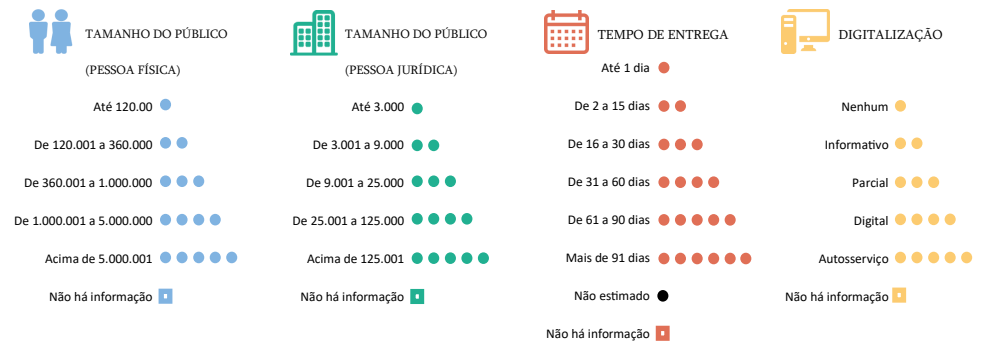 TAMANHO DO PÚBLICO
(PESSOA FÍSICA)
Até 120.00
De 120.001 a 360.000
De 360.001 a 1.000.000
De 1.000.001 a 5.000.000
Acima de 5.000.001
Não há informação
TAMANHO DO PÚBLICO
(PESSOA JURÍDICA)
Até 3.000
De 3.001 a 9.000
De 9.001 a 25.000
De 25.001 a 125.000
Acima de 125.001
Não há informação
TEMPO DE ENTREGA
Até 1 dia
De 2 a 15 dias
De 16 a 30 dias
De 31 a 60 dias
De 61 a 90 dias
Mais de 91 dias
Não estimado
Não há informação
DIGITALIZAÇÃO
Nenhum
Informativo
Parcial
Digital
Autosserviço
Não há informação